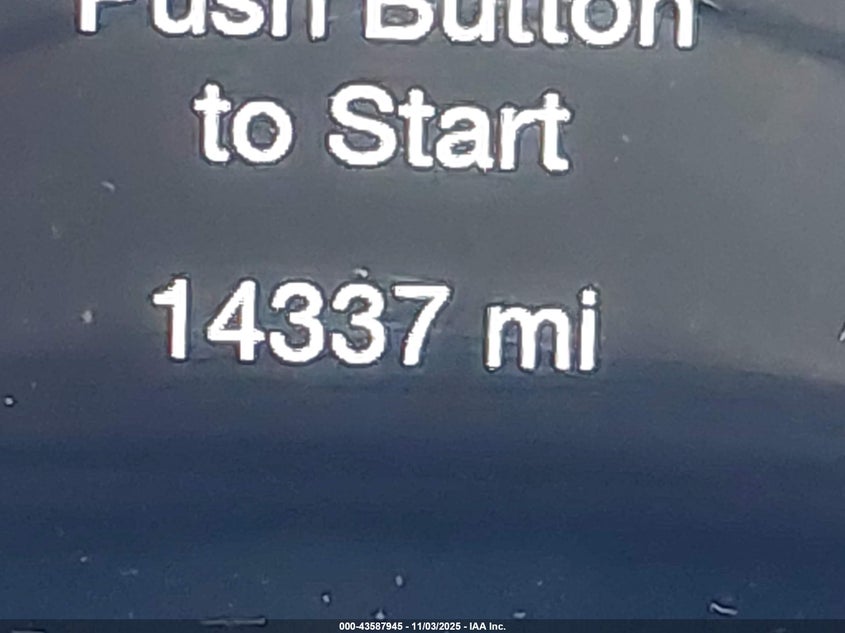 Push Button
to Start
14337 mi
000-43587945 - 11/03/2025 - IAA Inc.